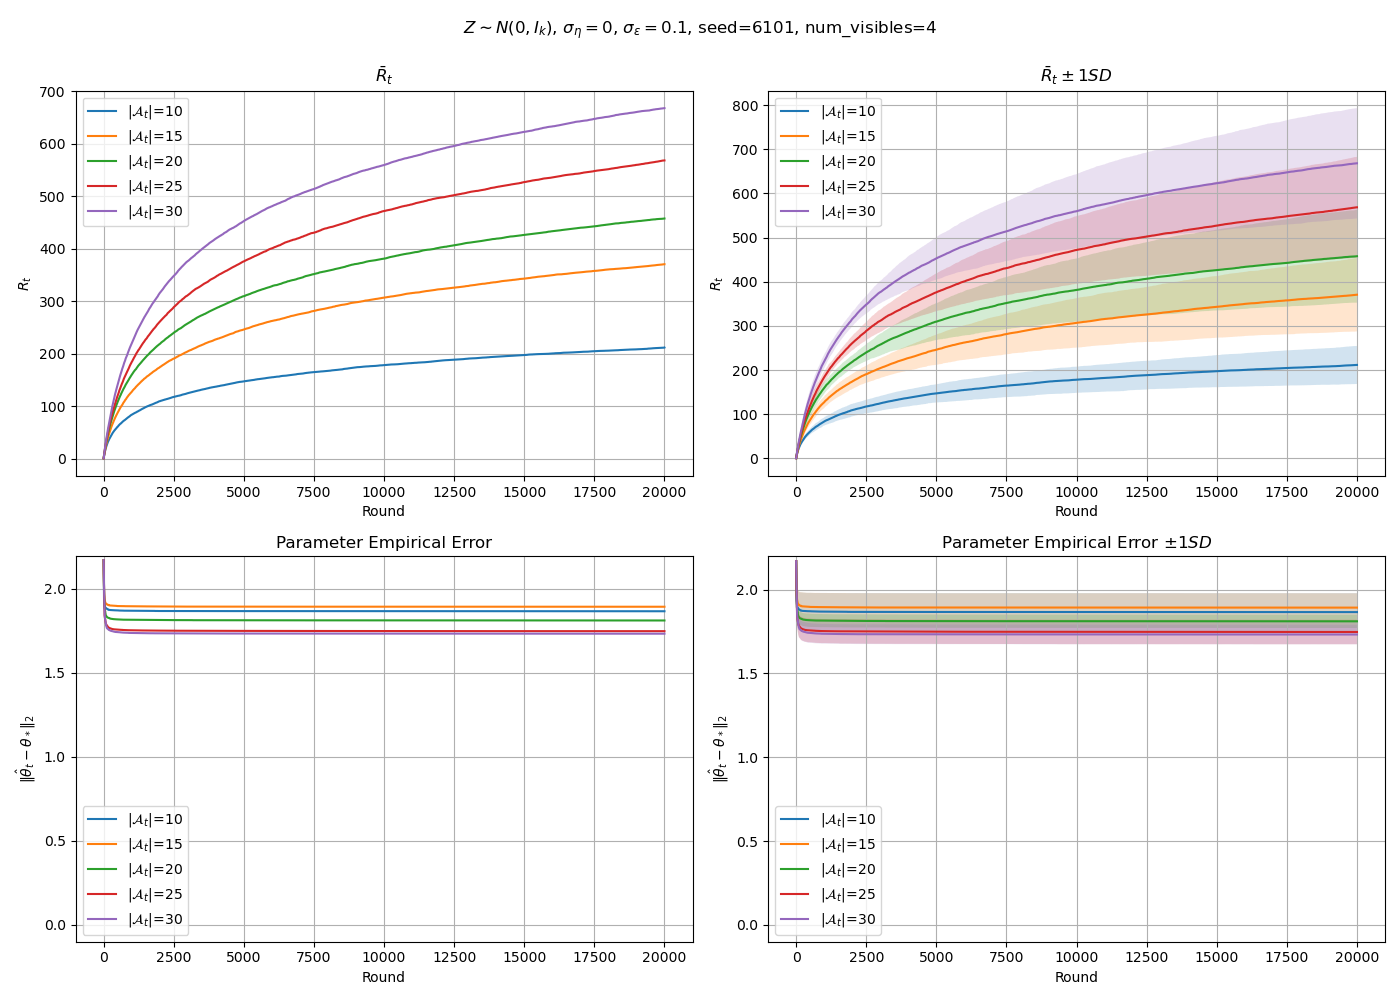 Z ∼ N(0, I_k), σ_η = 0, σ_ε = 0.1, seed=6101, num_visibles=4
R̄_t
R_t
700
600
500
400
300
200
100
0
|𝒜_t|=10
|𝒜_t|=15
|𝒜_t|=20
|𝒜_t|=25
|𝒜_t|=30
0 2500 5000 7500 10000 12500 15000 17500 20000
Round
R̄_t ± 1SD
R_t
800
700
600
500
400
300
200
100
0
|𝒜_t|=10
|𝒜_t|=15
|𝒜_t|=20
|𝒜_t|=25
|𝒜_t|=30
0 2500 5000 7500 10000 12500 15000 17500 20000
Round
Parameter Empirical Error
‖θ̂_t − θ_*‖_2
2.0
1.5
1.0
0.5
0.0
|𝒜_t|=10
|𝒜_t|=15
|𝒜_t|=20
|𝒜_t|=25
|𝒜_t|=30
0 2500 5000 7500 10000 12500 15000 17500 20000
Round
Parameter Empirical Error ±1SD
‖θ̂_t − θ_*‖_2
2.0
1.5
1.0
0.5
0.0
|𝒜_t|=10
|𝒜_t|=15
|𝒜_t|=20
|𝒜_t|=25
|𝒜_t|=30
0 2500 5000 7500 10000 12500 15000 17500 20000
Round